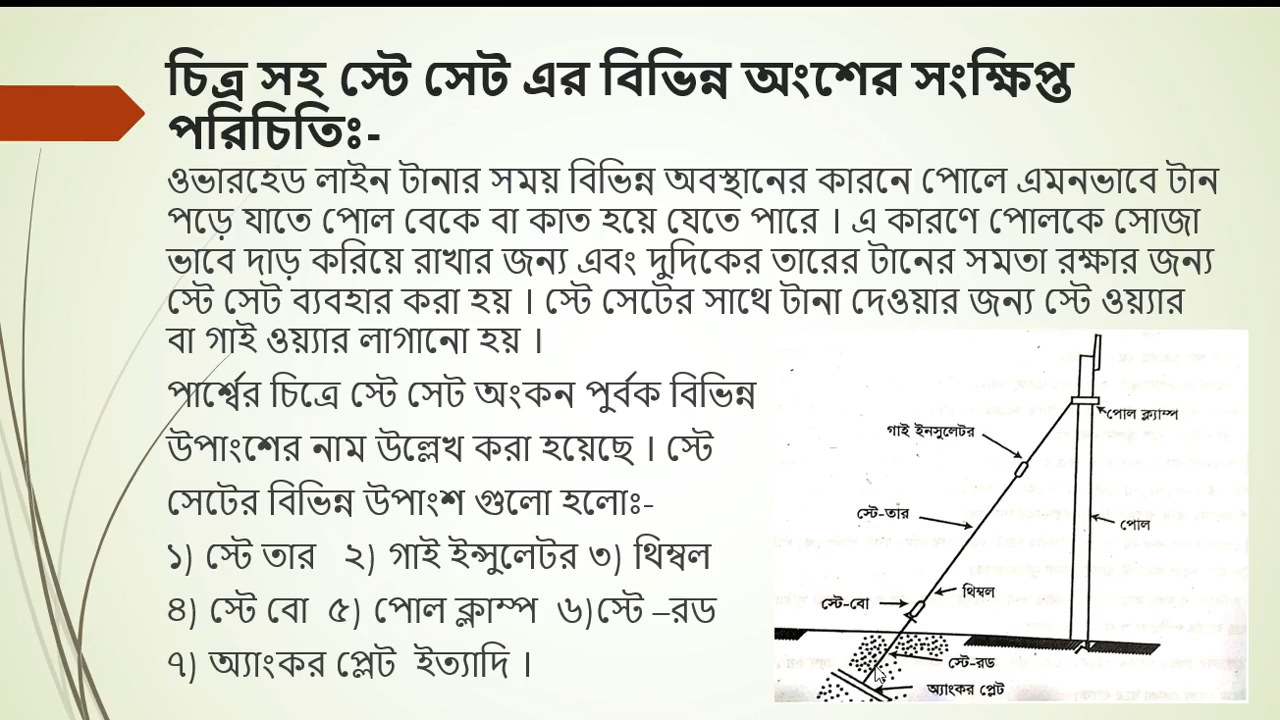 চিত্র সহ স্টে সেট এর বিভিন্ন অংশের সংক্ষিপ্ত
পরিচিতিঃ-
ওভারহেড লাইন টানার সময় বিভিন্ন অবস্থানের কারনে পোলে এমনভাবে টান
পড়ে যাতে পোল বেকে বা কাত হয়ে যেতে পারে । এ কারণে পোলকে সোজা
ভাবে দাড় করিয়ে রাখার জন্য এবং দুদিকের তারের টানের সমতা রক্ষার জন্য
স্টে সেট ব্যবহার করা হয় । স্টে সেটের সাথে টানা দেওয়ার জন্য স্টে ওয়্যার
বা গাই ওয়্যার লাগানো হয় ।
পার্শ্বের চিত্রে স্টে সেট অংকন পুর্বক বিভিন্ন
উপাংশের নাম উল্লেখ করা হয়েছে । স্টে
সেটের বিভিন্ন উপাংশ গুলো হলোঃ-
১) স্টে তার ২) গাই ইন্সুলেটর ৩) থিম্বল
৪) স্টে বো ৫) পোল ক্লাম্প ৬)স্টে –রড
৭) অ্যাংকর প্লেট ইত্যাদি ।
পোল ক্ল্যাম্প
গাই ইনসুলেটর
স্টে-তার
পোল
থিম্বল
স্টে-বো
স্টে-রড
অ্যাংকর প্লেট